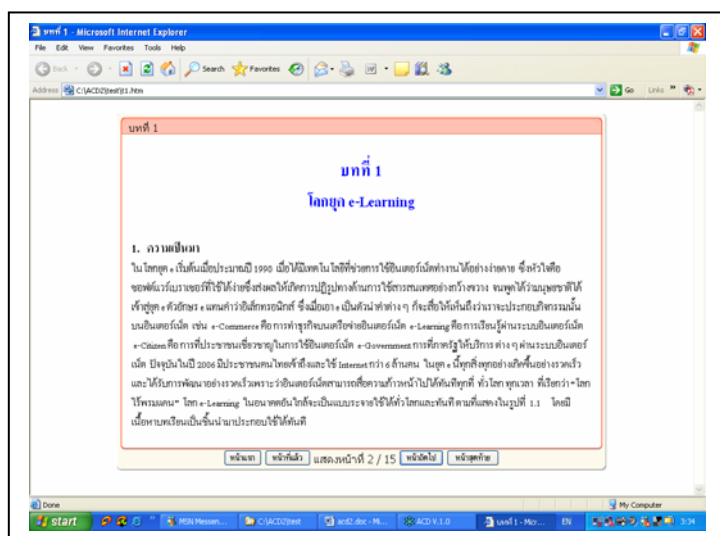 บทที่ 1 - Microsoft Internet Explorer
File Edit View Favorites Tools Help
Back Search Favorites
Address C:\ACD2\test\t1.htm Go Links
บทที่ 1
บทที่ 1
โลกยุค e-Learning
1. ความเป็นมา
ในโลกยุค e เริ่มต้นเมื่อประมาณปี 1990 เมื่อได้มีเทคโนโลยีที่ช่วยการใช้อินเตอร์เน็ตทำงานได้อย่างง่ายดาย ซึ่งหัวใจคือ
ซอฟต์แวร์เบราเซอร์ที่ใช้ได้ง่ายซึ่งส่งผลให้เกิดการปฏิรูปทางด้านการใช้สารสนเทศอย่างกว้างขวาง จนพูดได้ว่ามนุษยชาติได้
เข้าสู่ยุค e ตัวอักษร e แทนคำว่าอิเล็กทรอนิกส์ ซึ่งเมื่อเอา e เป็นตัวนำคำต่าง ๆ ก็จะสื่อให้เห็นถึงว่าเราจะประกอบกิจกรรมนั้น
บนอินเตอร์เน็ต เช่น e-Commerce คือ การทำธุรกิจบนเครือข่ายอินเตอร์เน็ต e-Learning คือ การเรียนรู้ผ่านระบบอินเตอร์เน็ต
e-Citizen คือ การที่ประชาชนเชี่ยวชาญในการใช้อินเตอร์เน็ต e-Government การที่ภาครัฐให้บริการ ต่าง ๆ ผ่านระบบอินเตอร์
เน็ต ปัจจุบันในปี 2006 มีประชาชนคนไทยเข้าถึงและใช้ Internet กว่า 6 ล้านคน ในยุค e นี้ทุกสิ่งทุกอย่างเกิดขึ้นอย่างรวดเร็ว
และได้รับการพัฒนาอย่างรวดเร็วเพราะว่าอินเตอร์เน็ตสามารถสื่อความก้าวหน้าไปได้ทันทีทุกที่ ทั่วโลก ทุกเวลา ที่เรียกว่า "โลก
ไร้พรมแดน" โลก e-Learning ในอนาคตอันใกล้จะเป็นแบบระจายใช้ได้ทั่วโลกและทันที ตามที่แสดงในรูปที่ 1.1 โดยมี
เนื้อหาบทเรียนเป็นชิ้นนำมาประกอบใช้ได้ทันที
หน้าแรก หน้าที่แล้ว แสดงหน้าที่ 2 / 15 หน้าถัดไป หน้าสุดท้าย
Done My Computer
start MSN Messen... C:\ACD2\test acd2.doc - Mi... ACD V.1.0 บทที่ 1 - Micr... EN 3:34